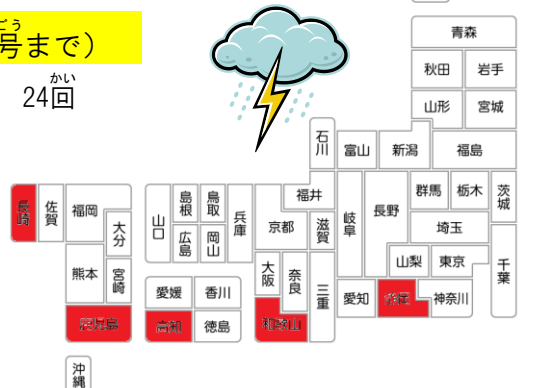 ごう
号まで）
かい
24回
青森
秋田
岩手
山形
宮城
石川
富山
新潟
福島
長崎
佐賀
福岡
大分
山口
島根
鳥取
兵庫
福井
岐阜
長野
群馬
栃木
茨城
広島
岡山
京都
滋賀
埼玉
熊本
宮崎
大阪
奈良
三重
山梨
東京
千葉
愛媛
香川
愛知
静岡
神奈川
鹿児島
高知
徳島
和歌山
沖縄